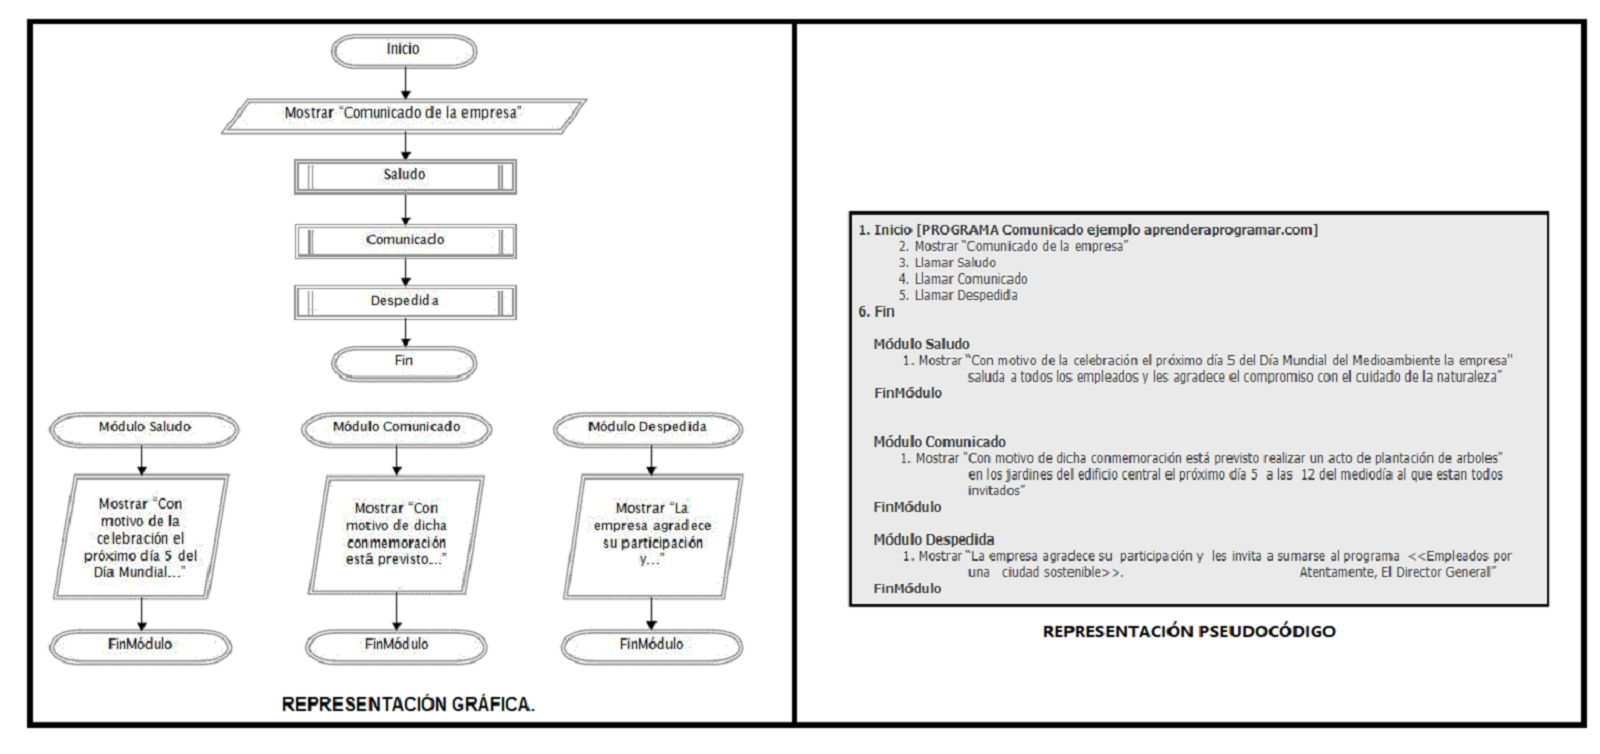 Inicio
Mostrar “Comunicado de la empresa”
Saludo
Comunicado
Despedida
Fin
Módulo Saludo
Mostrar “Con
motivo de la
celebración el
próximo día 5 del
Día Mundial...”
FinMódulo
Módulo Comunicado
Mostrar “Con
motivo de dicha
conmemoración
está previsto....”
FinMódulo
Módulo Despedida
Mostrar “La
empresa agradece
su participación
y...”
FinMódulo
REPRESENTACIÓN GRÁFICA.
1. Inicio [PROGRAMA Comunicado ejemplo aprenderaprogramar.com]
2. Mostrar “Comunicado de la empresa”
3. Llamar Saludo
4. Llamar Comunicado
5. Llamar Despedida
6. Fin
Módulo Saludo
1. Mostrar “Con motivo de la celebración el próximo día 5 del Día Mundial del Medioambiente la empresa”
saluda a todos los empleados y les agradece el compromiso con el cuidado de la naturaleza”
FinMódulo
Módulo Comunicado
1. Mostrar “Con motivo de dicha conmemoración está previsto realizar un acto de plantación de arboles”
en los jardines del edificio central el próximo día 5 a las 12 del mediodía al que estan todos
invitados”
FinMódulo
Módulo Despedida
1. Mostrar “La empresa agradece su participación y les invita a sumarse al programa <<Empleados por
una ciudad sostenible>>. Atentamente, El Director General”
FinMódulo
REPRESENTACIÓN PSEUDOCÓDIGO